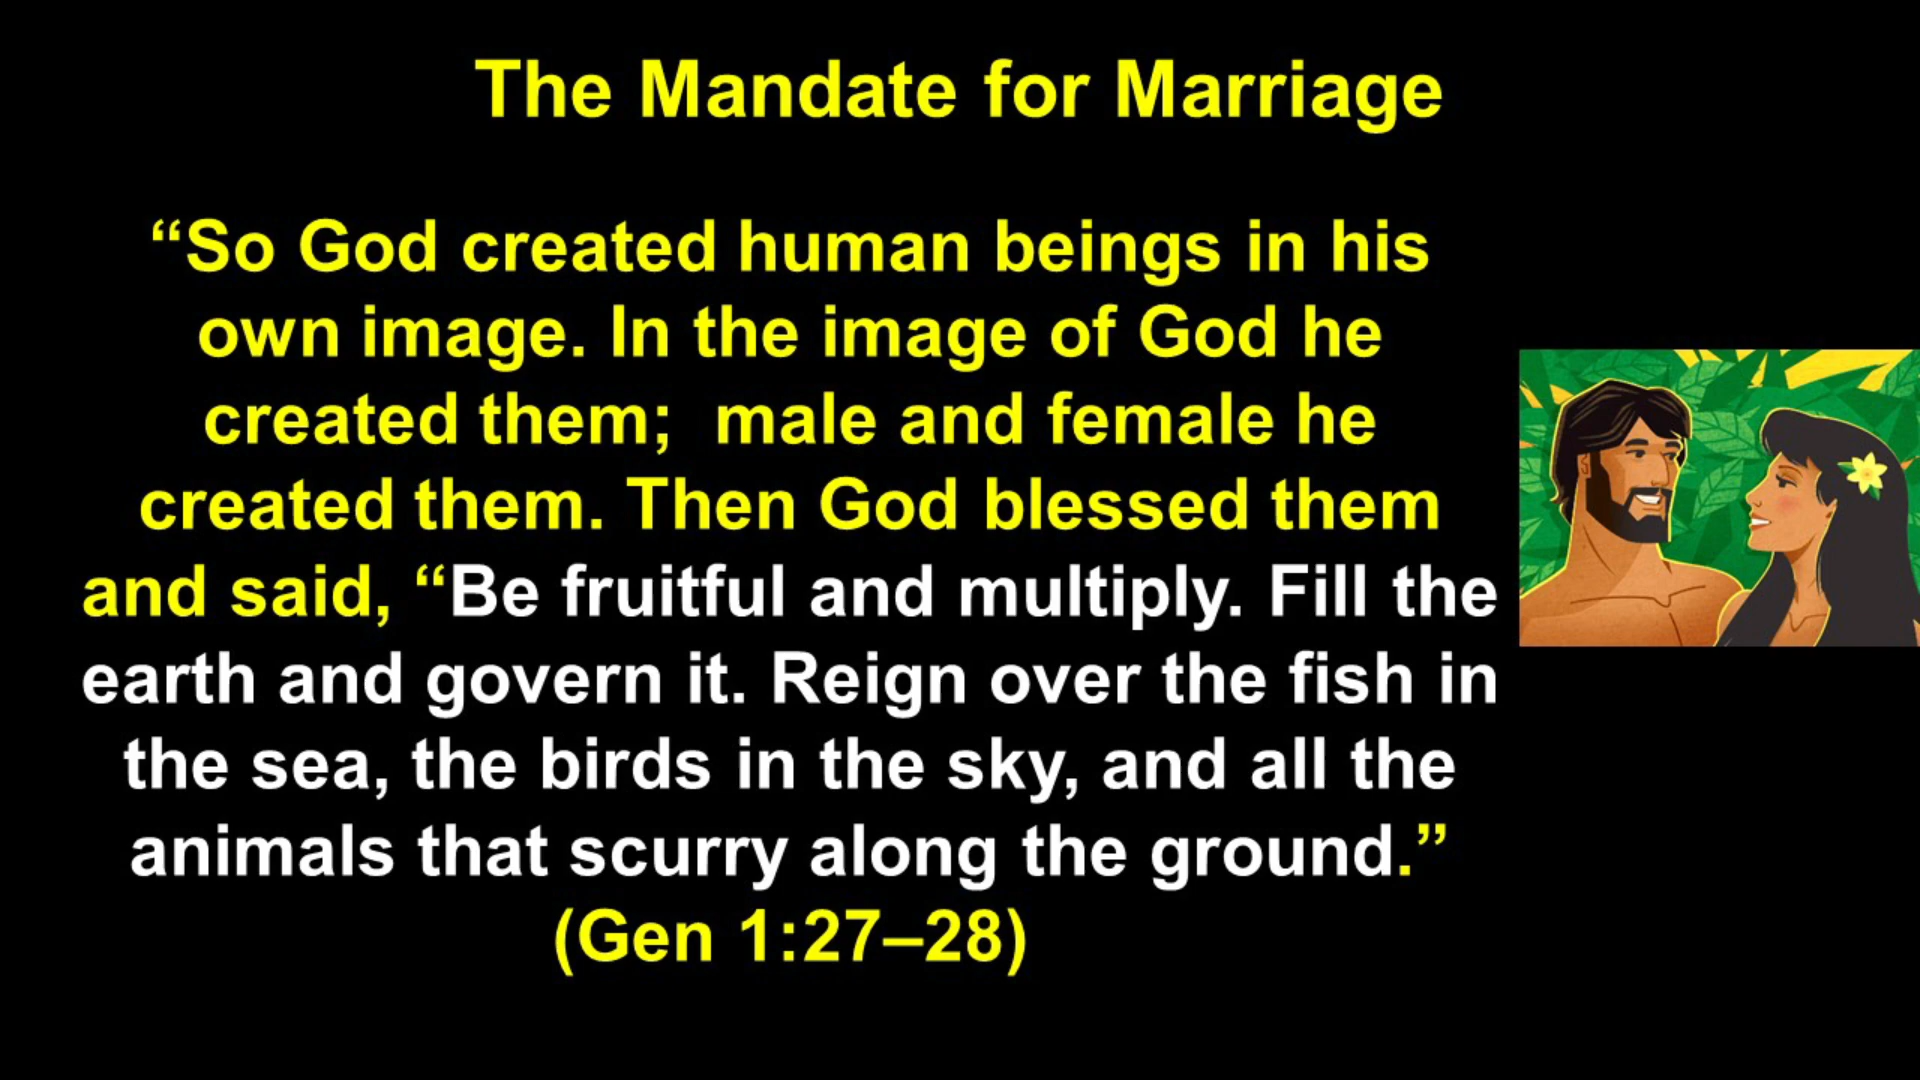 The Mandate for Marriage
“So God created human beings in his
own image. In the image of God he
created them;  male and female he
created them. Then God blessed them
and said, “Be fruitful and multiply. Fill the
earth and govern it. Reign over the fish in
the sea, the birds in the sky, and all the
animals that scurry along the ground.”
(Gen 1:27–28)